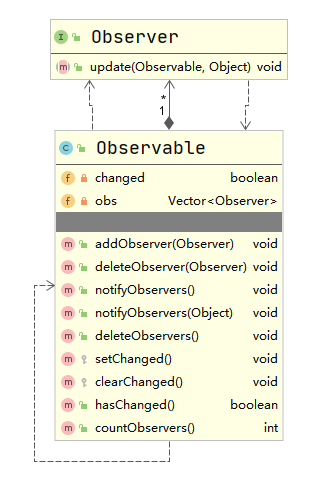 I Observer
m update(Observable, Object) void
*
1
C Observable
f changed boolean
f obs Vector<Observer>
m addObserver(Observer) void
m deleteObserver(Observer) void
m notifyObservers() void
m notifyObservers(Object) void
m deleteObservers() void
m setChanged() void
m clearChanged() void
m hasChanged() boolean
m countObservers() int